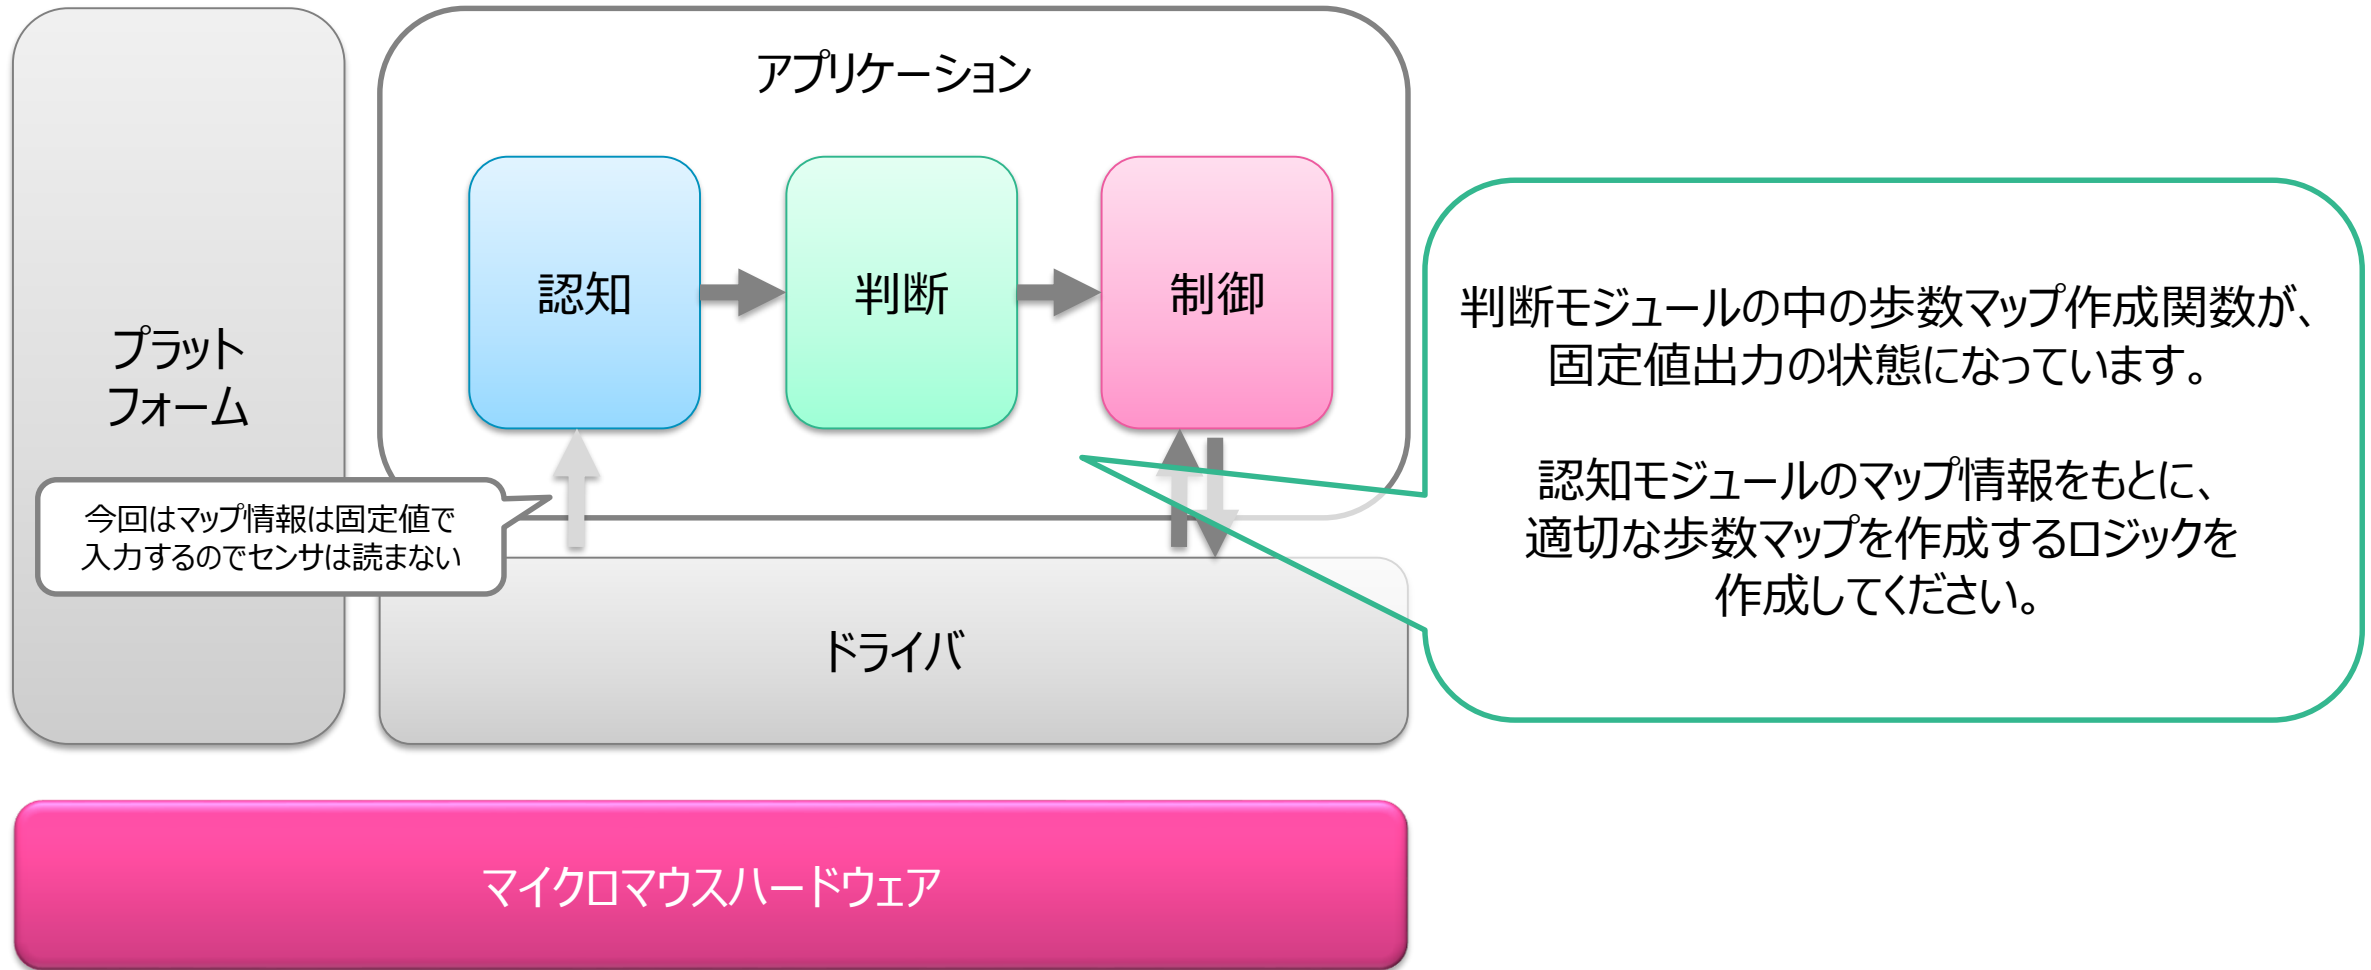 アプリケーション
プラット
フォーム
認知
判断
制御
今回はマップ情報は固定値で
入力するのでセンサは読まない
ドライバ
マイクロマウスハードウェア
判断モジュールの中の歩数マップ作成関数が、
固定値出力の状態になっています。
認知モジュールのマップ情報をもとに、
適切な歩数マップを作成するロジックを
作成してください。